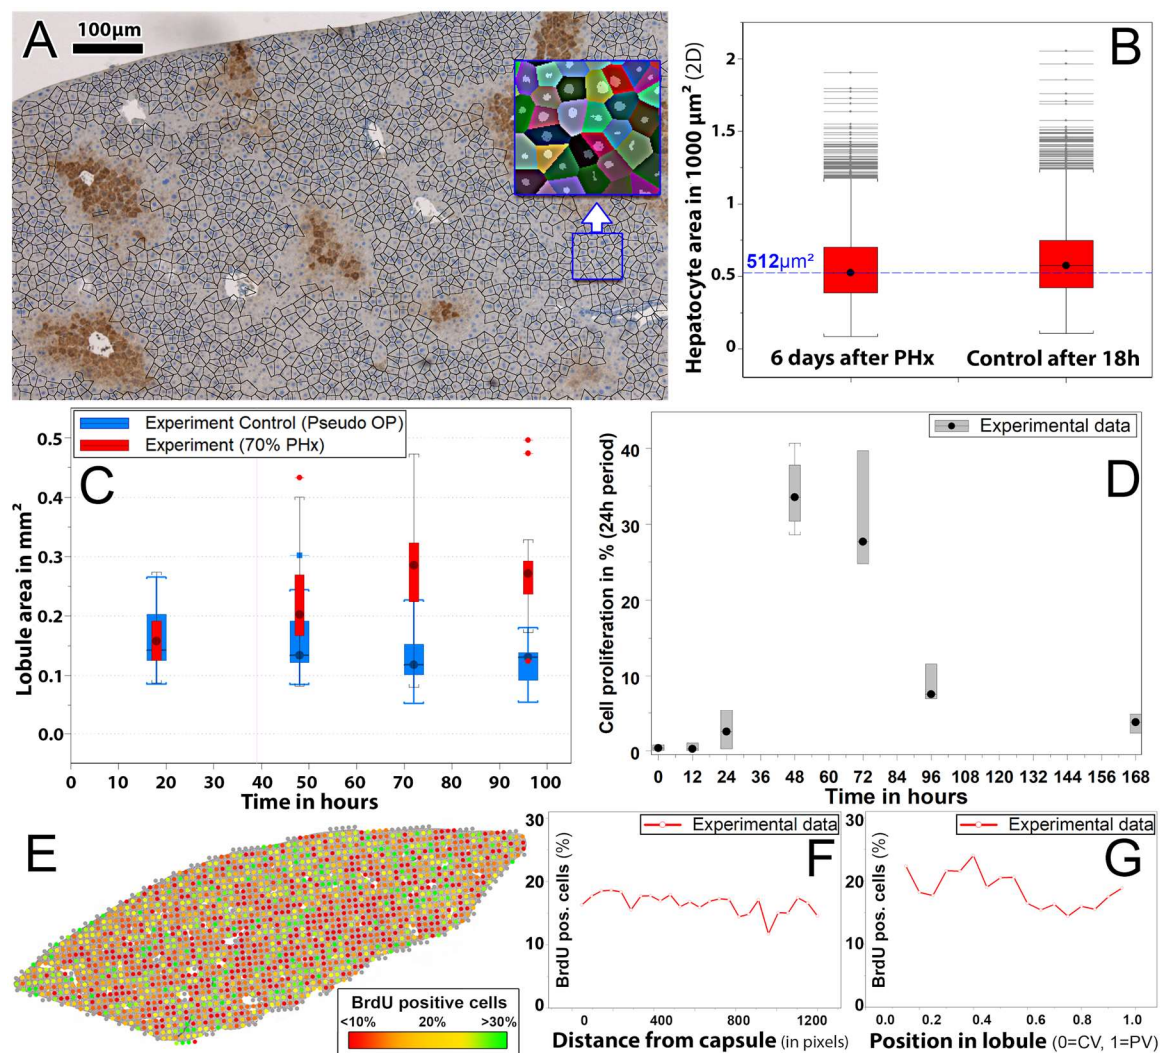 A
100µm
B
Hepatocyte area in 1000 µm² (2D)
2
1.5
1
0.5
0
512µm²
6 days after PHx
Control after 18h
C
Experiment Control (Pseudo OP)
Experiment (70% PHx)
Lobule area in mm²
0.5
0.4
0.3
0.2
0.1
0.0
0 10 20 30 40 50 60 70 80 90 100
Time in hours
D
Experimental data
Cell proliferation in % (24h period)
40
30
20
10
0
0 12 24 36 48 60 72 84 96 108 120 132 144 156 168
Time in hours
E
BrdU positive cells
<10% 20% >30%
F
Experimental data
BrdU pos. cells (%)
30
20
10
0
0 400 800 1200
Distance from capsule (in pixels)
G
Experimental data
BrdU pos. cells (%)
30
20
10
0
0.0 0.2 0.4 0.6 0.8 1.0
Position in lobule (0=CV, 1=PV)